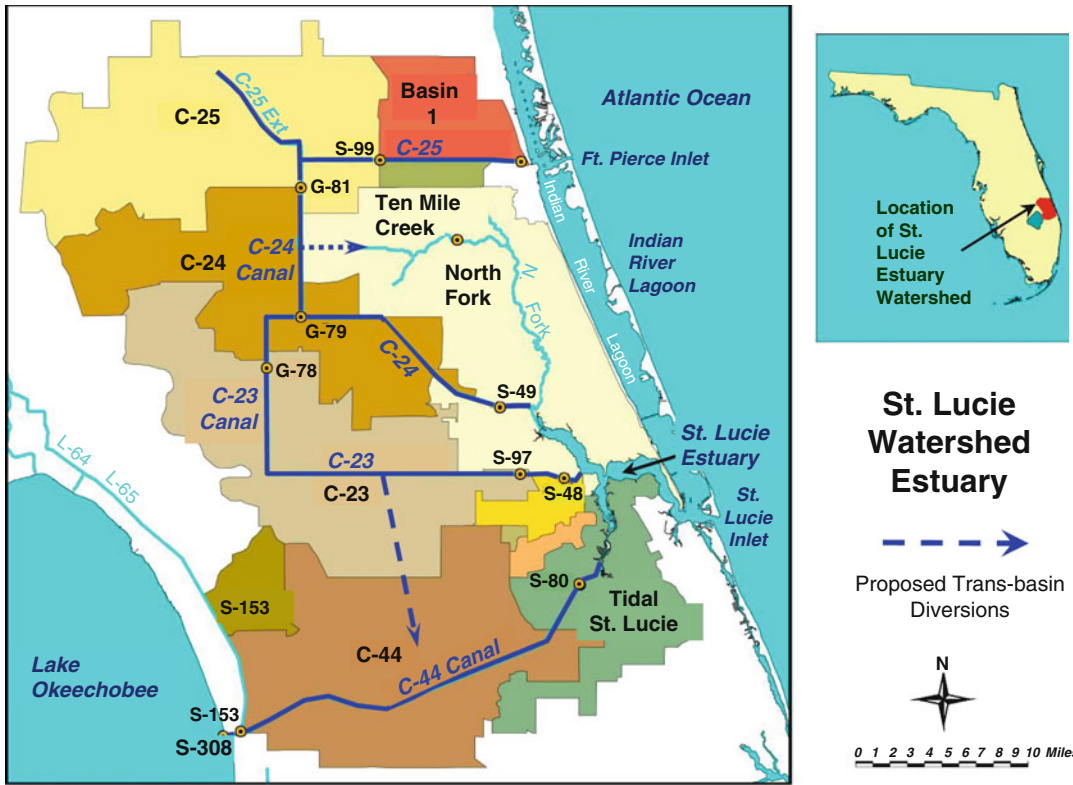 Basin
1
Atlantic Ocean
C-25 Ext
C-25
S-99
C-25
Ft. Pierce Inlet
G-81
Ten Mile
Creek
Indian
River
Lagoon
C-24
Canal
C-24
North
Fork
N. Fork
Indian
River
Lagoon
G-79
C-24
G-78
C-23
Canal
S-49
St. Lucie
Estuary
L-64
L-65
C-23
S-97
C-23
S-48
St.
Lucie
Inlet
S-80
S-153
Tidal
St. Lucie
C-44
C-44 Canal
Lake
Okeechobee
S-153
S-308
Location
of St.
Lucie
Estuary
Watershed
St. Lucie
Watershed
Estuary
Proposed Trans-basin
Diversions
N
0 1 2 3 4 5 6 7 8 9 10 Miles